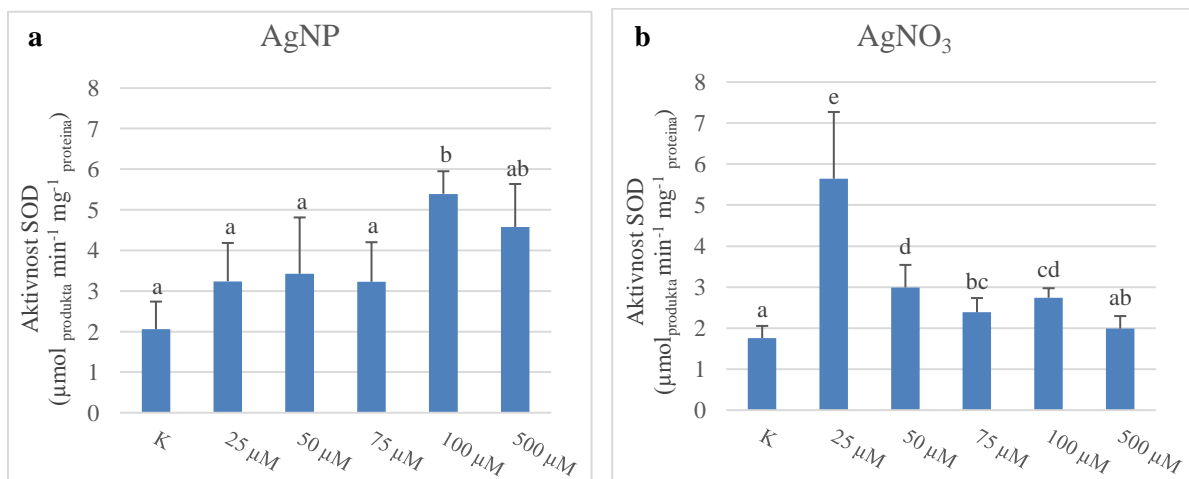 a
AgNP
Aktivnost SOD
(μmol produkta min-1 mg-1 proteina)
8
7
6
5
4
3
2
1
0
a
a
a
a
b
ab
K
25 μM
50 μM
75 μM
100 μM
500 μM
b
AgNO3
Aktivnost SOD
(μmolprodukta min-1 mg-1 proteina)
8
7
6
5
4
3
2
1
0
a
e
d
bc
cd
ab
K
25 μM
50 μM
75 μM
100 μM
500 μM